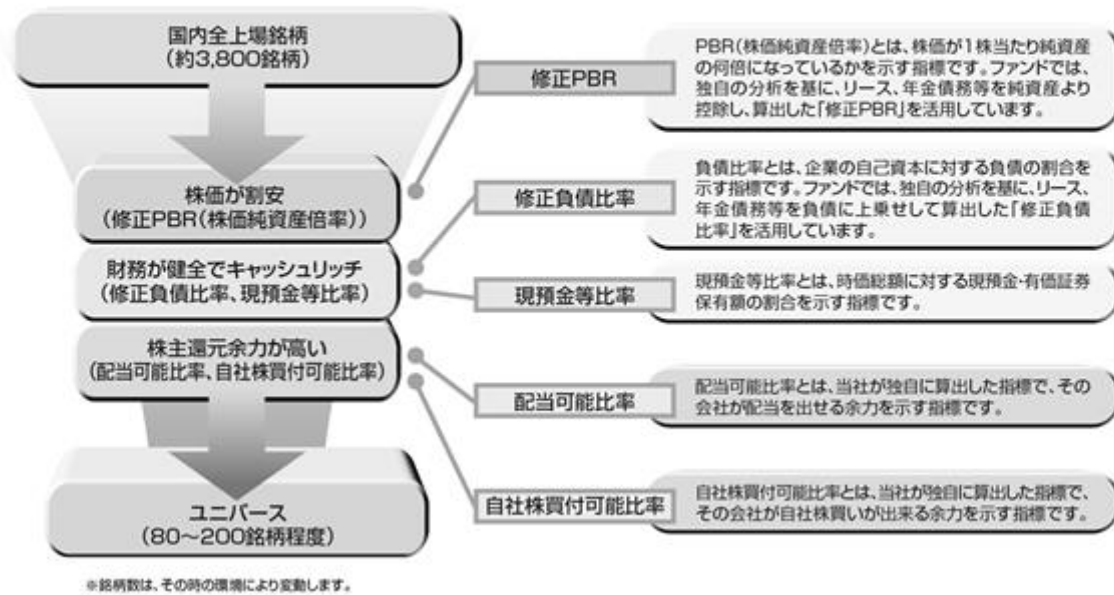 国内全上場銘柄
(約3,800銘柄)
株価が割安
(修正PBR(株価純資産倍率))
財務が健全でキャッシュリッチ
(修正負債比率、現預金等比率)
株主還元余力が高い
(配当可能比率、自社株買付可能比率)
ユニバース
(80～200銘柄程度)
※銘柄数は、その時の環境により変動します。
修正PBR
PBR(株価純資産倍率)とは、株価が1株当たり純資産
の何倍になっているかを示す指標です。ファンドでは、
独自の分析を基に、リース、年金債務等を純資産より
控除し、算出した「修正PBR」を活用しています。
修正負債比率
負債比率とは、企業の自己資本に対する負債の割合を
示す指標です。ファンドでは、独自の分析を基に、リース、
年金債務等を負債に上乗せして算出した「修正負債
比率」を活用しています。
現預金等比率
現預金等比率とは、時価総額に対する現預金・有価証券
保有額の割合を示す指標です。
配当可能比率
配当可能比率とは、当社が独自に算出した指標で、その
会社が配当を出せる余力を示す指標です。
自社株買付可能比率
自社株買付可能比率とは、当社が独自に算出した指標で、
その会社が自社株買いが出来る余力を示す指標です。